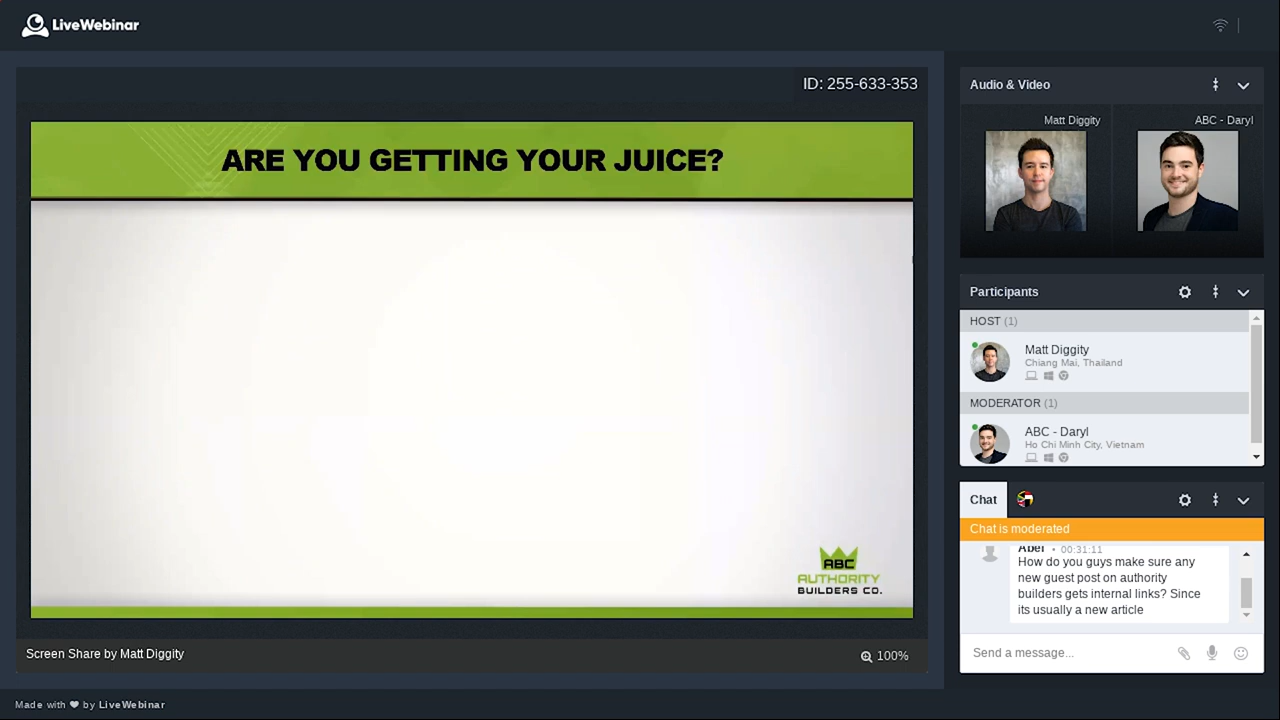 LiveWebinar
ID: 255-633-353
ARE YOU GETTING YOUR JUICE?
ABC
AUTHORITY
BUILDERS CO.
Screen Share by Matt Diggity
100%
Audio & Video
Matt Diggity
ABC - Daryl
Participants
HOST (1)
Matt Diggity
Chiang Mai, Thailand
MODERATOR (1)
ABC - Daryl
Ho Chi Minh City, Vietnam
Chat
Chat is moderated
Abel • 00:31:11
How do you guys make sure any
new guest post on authority
builders gets internal links? Since
its usually a new article
Send a message...
Made with ❤ by LiveWebinar